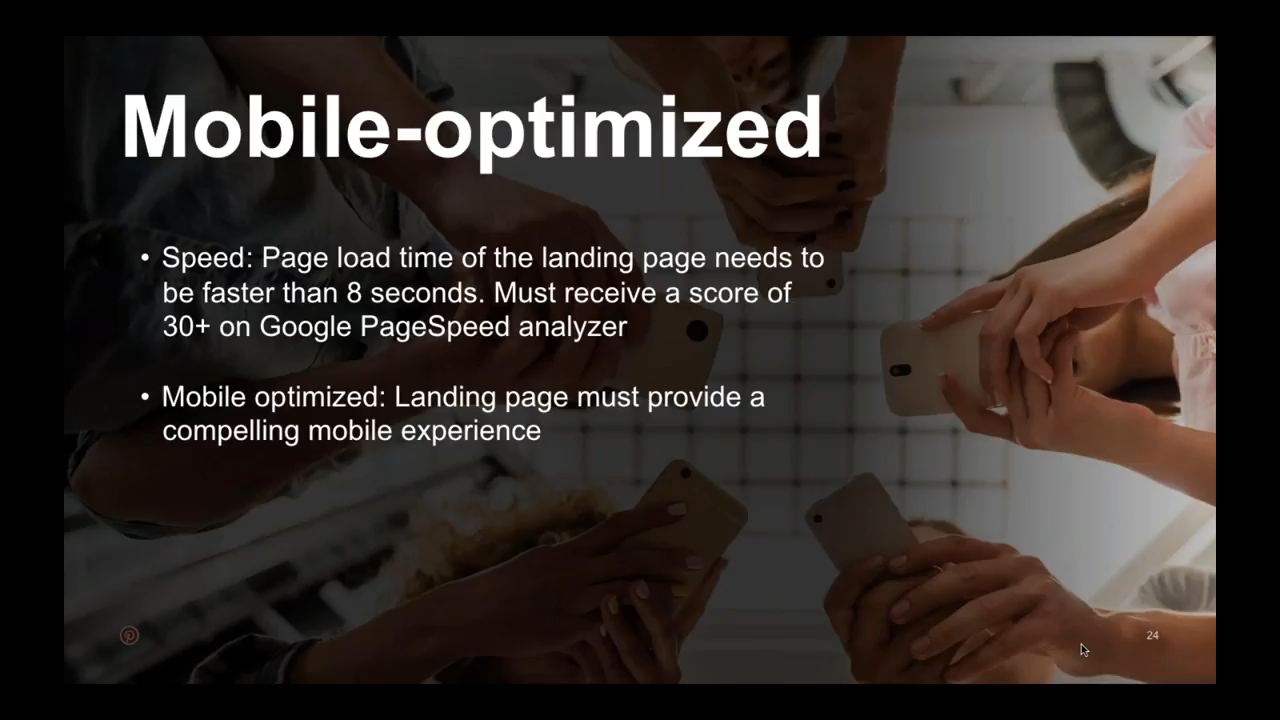 Mobile-optimized
• Speed: Page load time of the landing page needs to
be faster than 8 seconds. Must receive a score of
30+ on Google PageSpeed analyzer
• Mobile optimized: Landing page must provide a
compelling mobile experience
24